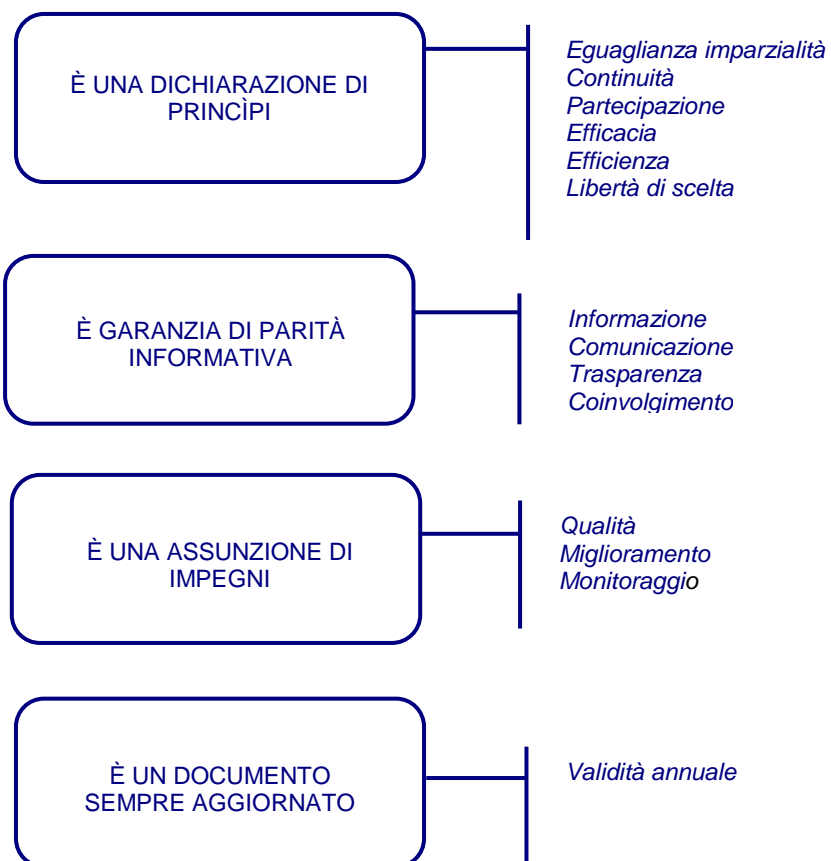 È UNA DICHIARAZIONE DI
PRINCÌPI
Eguaglianza imparzialità
Continuità
Partecipazione
Efficacia
Efficienza
Libertà di scelta
È GARANZIA DI PARITÀ
INFORMATIVA
Informazione
Comunicazione
Trasparenza
Coinvolgimento
È UNA ASSUNZIONE DI
IMPEGNI
Qualità
Miglioramento
Monitoraggio
È UN DOCUMENTO
SEMPRE AGGIORNATO
Validità annuale